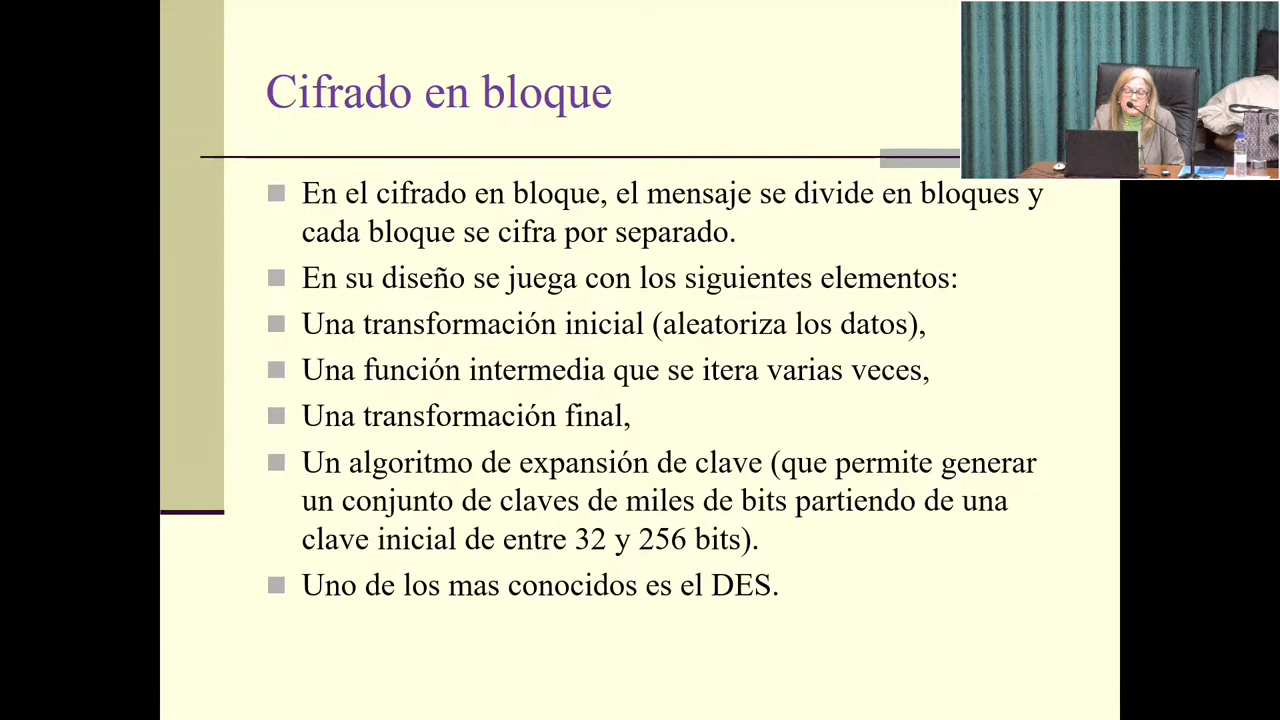 Cifrado en bloque
En el cifrado en bloque, el mensaje se divide en bloques y
cada bloque se cifra por separado.
En su diseño se juega con los siguientes elementos:
Una transformación inicial (aleatoriza los datos),
Una función intermedia que se itera varias veces,
Una transformación final,
Un algoritmo de expansión de clave (que permite generar
un conjunto de claves de miles de bits partiendo de una
clave inicial de entre 32 y 256 bits).
Uno de los mas conocidos es el DES.